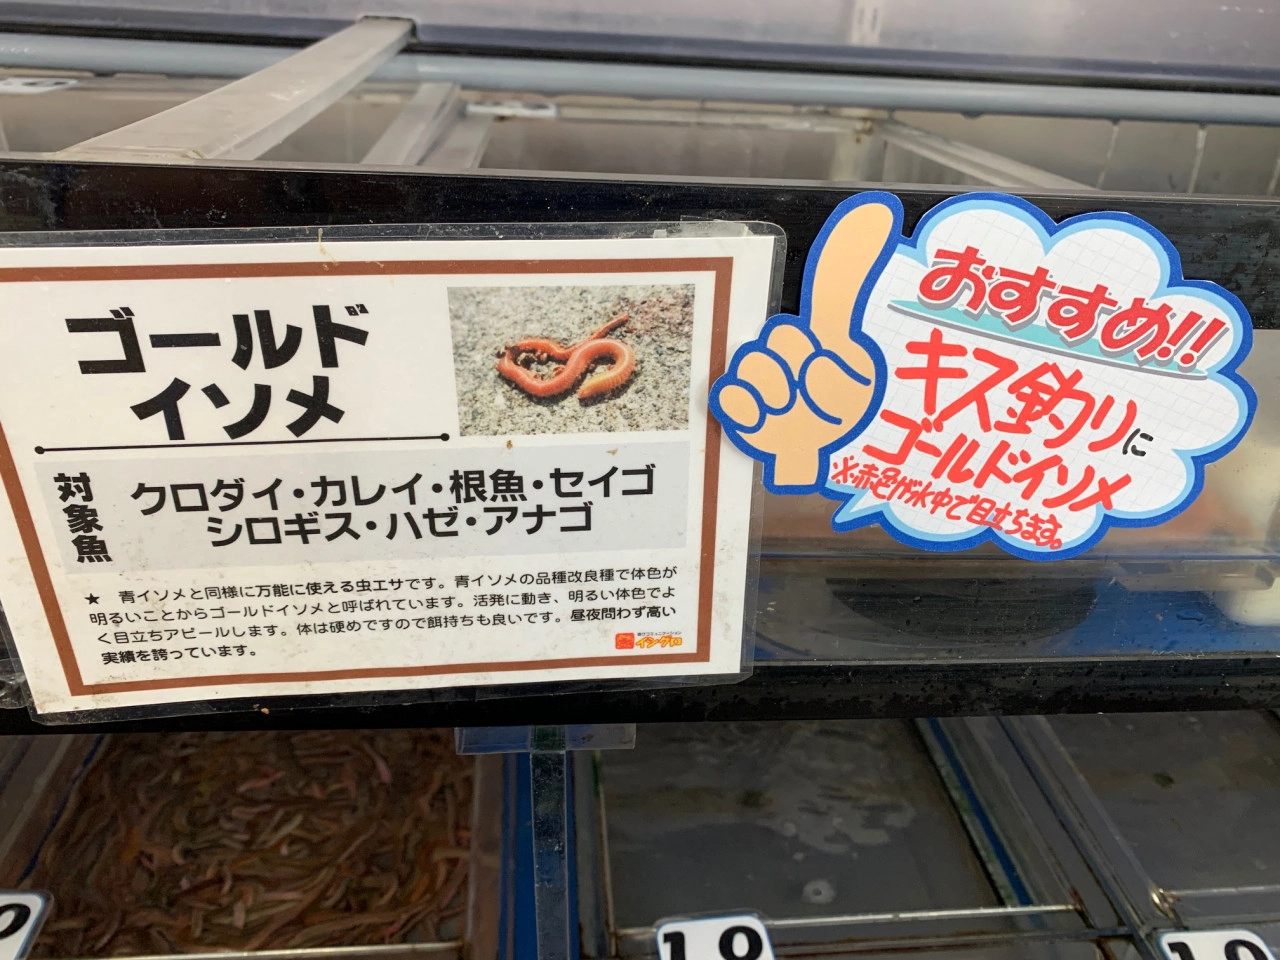 ゴールド
イソメ
対象魚
クロダイ・カレイ・根魚・セイゴ
シロギス・ハゼ・アナゴ
★ 青イソメと同様に万能に使える虫エサです。青イソメの品種改良種で体色が
明るいことからゴールドイソメと呼ばれています。活発に動き、明るい体色でよ
く目立ちアピールします。体は硬めですので餌持ちも良いです。昼夜問わず高い
実績を誇っています。
イシグロ
おすすめ!!
キス釣りに
ゴールドイソメ
※赤色が水中で目立ちます。
18